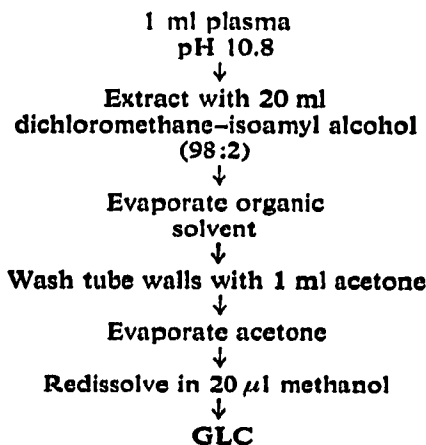 1 ml plasma
pH 10.8
↓
Extract with 20 ml
dichloromethane–isoamyl alcohol
(98:2)
↓
Evaporate organic
solvent
↓
Wash tube walls with 1 ml acetone
↓
Evaporate acetone
↓
Redissolve in 20 μl methanol
↓
GLC